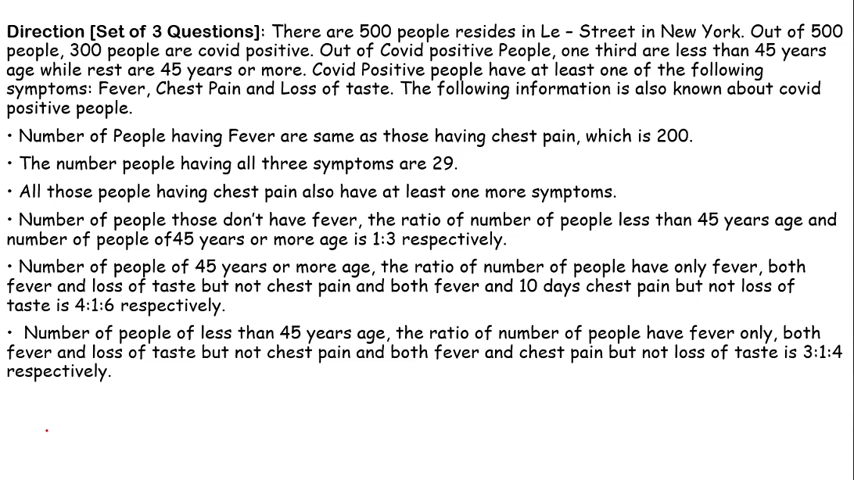 Direction [Set of 3 Questions]: There are 500 people resides in Le – Street in New York. Out of 500
people, 300 people are covid positive. Out of Covid positive People, one third are less than 45 years
age while rest are 45 years or more. Covid Positive people have at least one of the following
symptoms: Fever, Chest Pain and Loss of taste. The following information is also known about covid
positive people.
• Number of People having Fever are same as those having chest pain, which is 200.
• The number people having all three symptoms are 29.
• All those people having chest pain also have at least one more symptoms.
• Number of people those don't have fever, the ratio of number of people less than 45 years age and
number of people of45 years or more age is 1:3 respectively.
• Number of people of 45 years or more age, the ratio of number of people have only fever, both
fever and loss of taste but not chest pain and both fever and 10 days chest pain but not loss of
taste is 4:1:6 respectively.
• Number of people of less than 45 years age, the ratio of number of people have fever only, both
fever and loss of taste but not chest pain and both fever and chest pain but not loss of taste is 3:1:4
respectively.